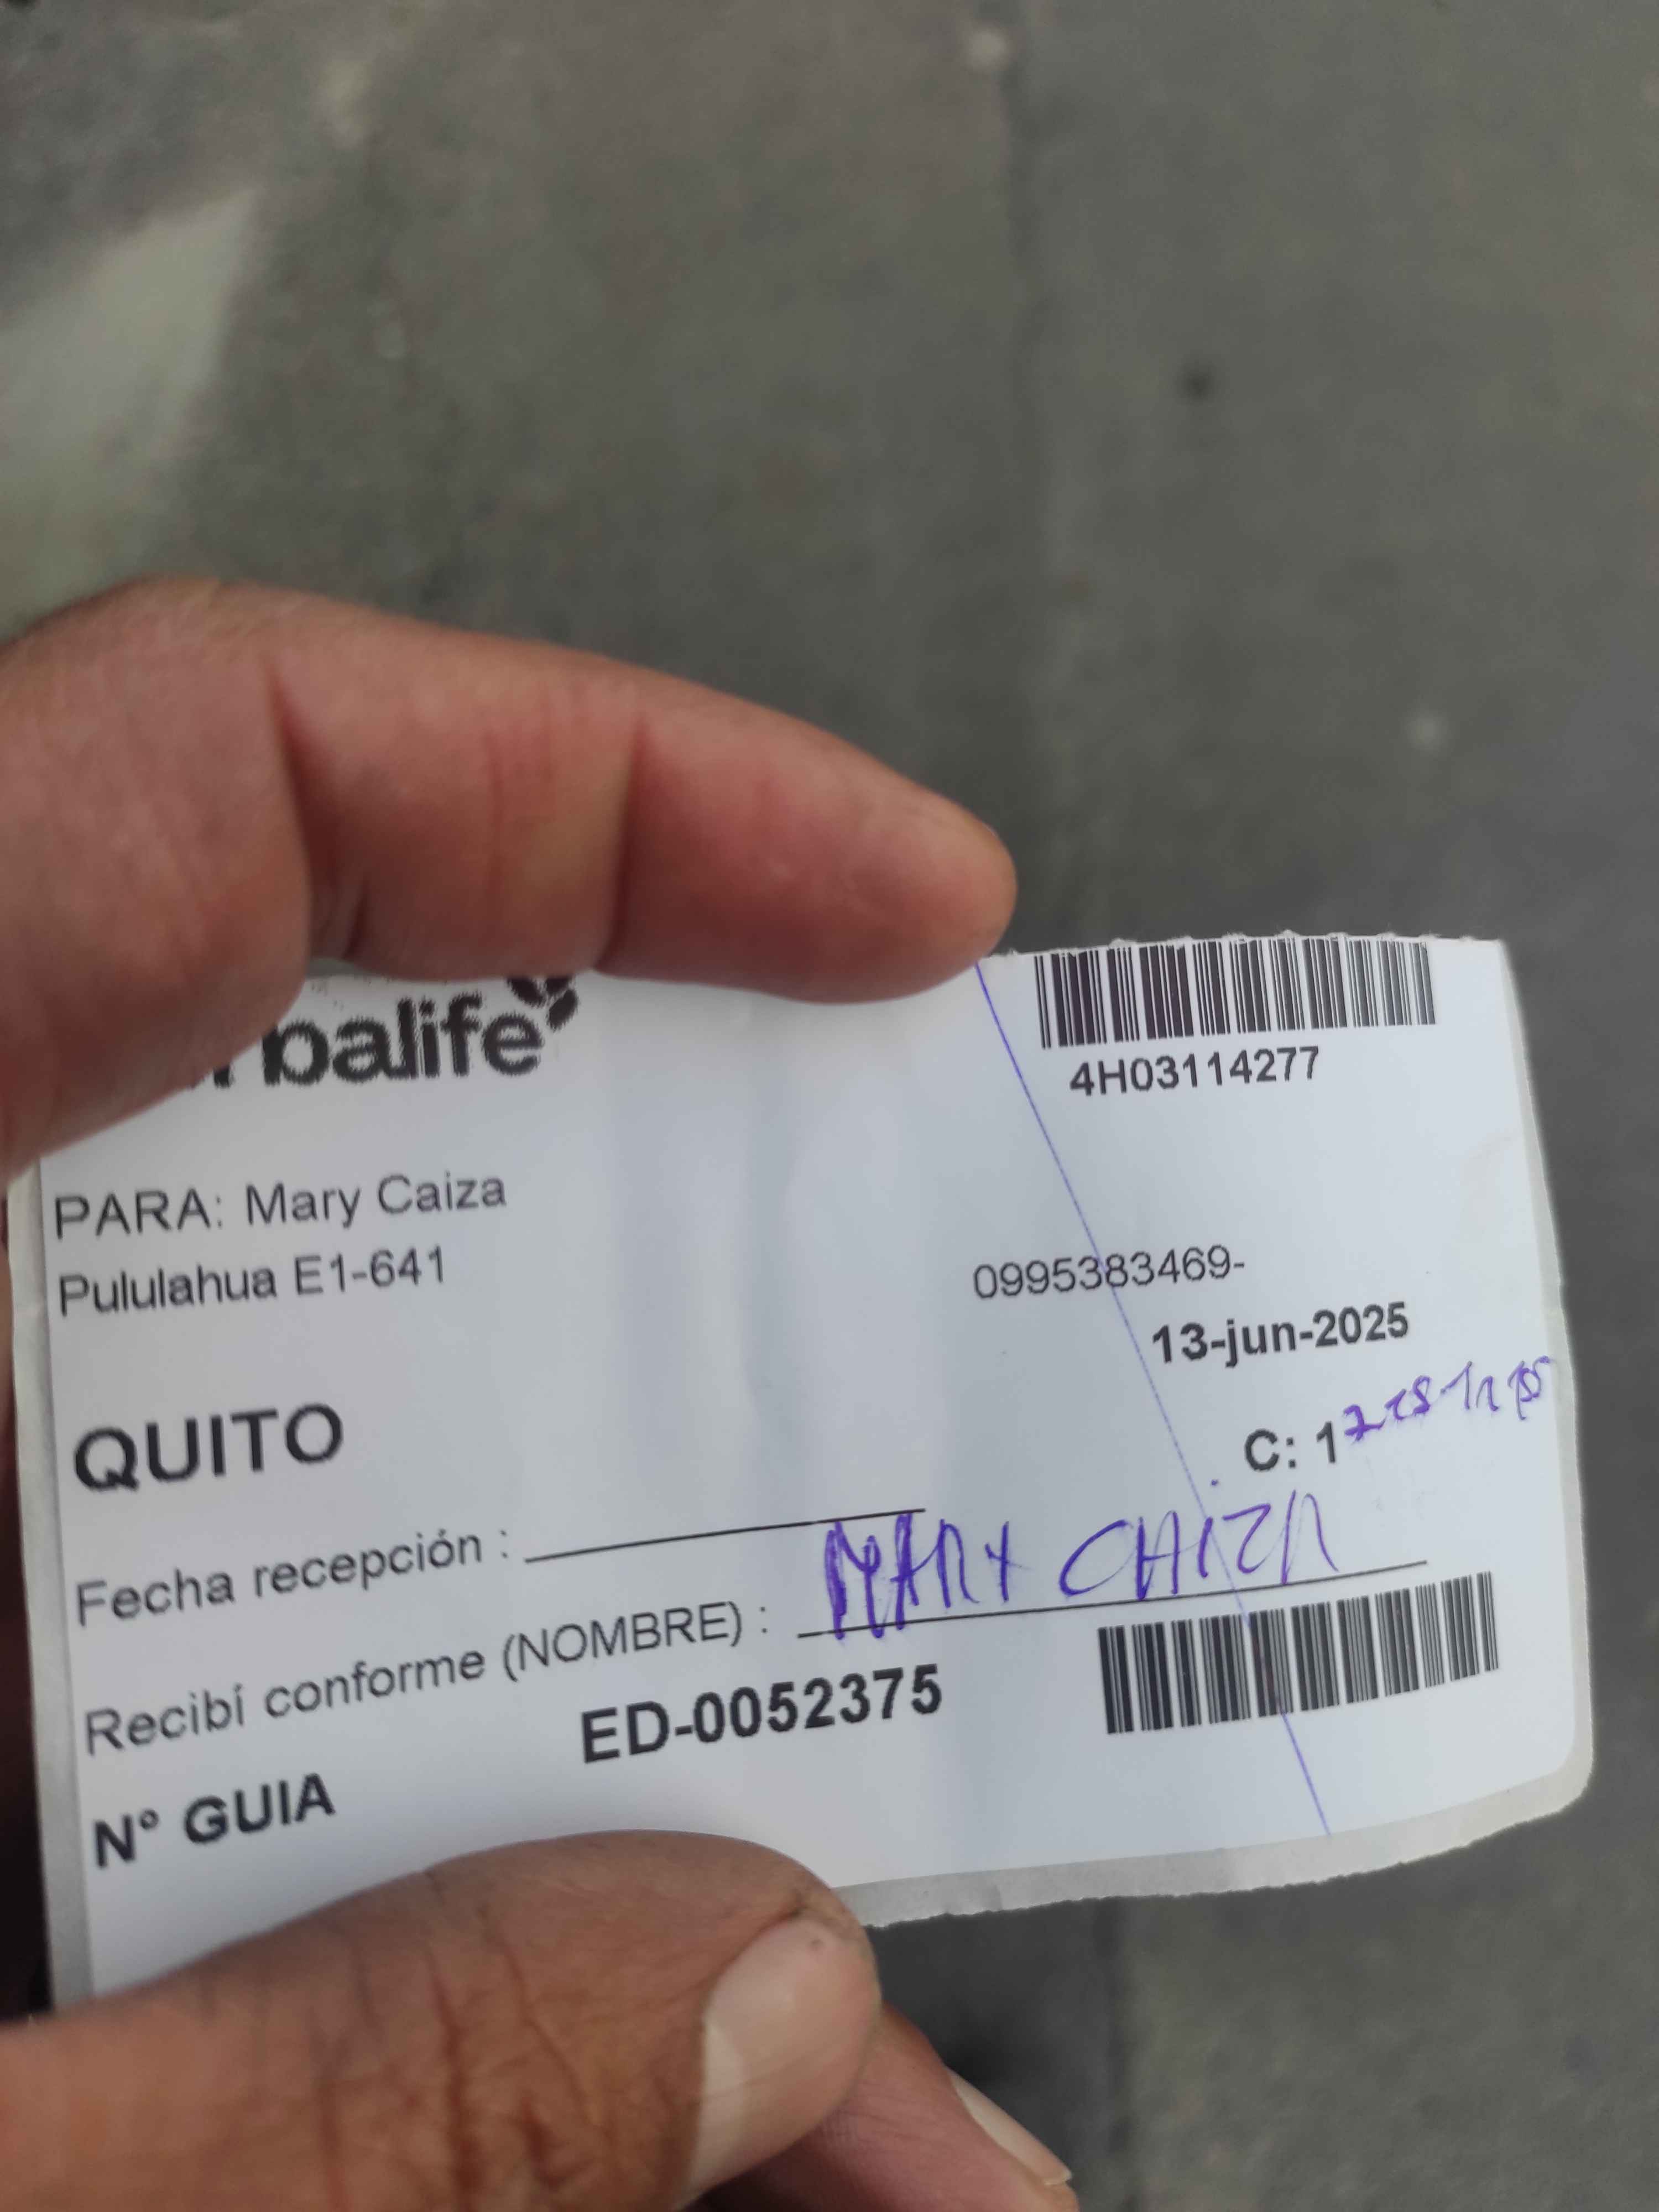 balife
4H03114277
PARA: Mary Caiza
Pululahua E1-641
0995383469-
13-jun-2025
QUITO
C: 1
Fecha recepción :
Recibí conforme (NOMBRE) : MARY CAIZA
N° GUIA ED-0052375